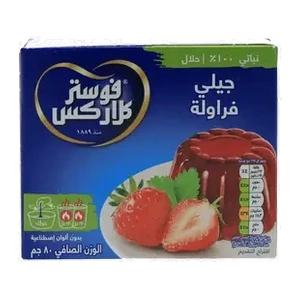 نباتي ١٠٠٪ | حلال
فوستر
كلاركس
منذ ١٨٨٩
جيلي
فراولة
بدون ألوان إصطناعية
الوزن الصافي ٨٠ جم